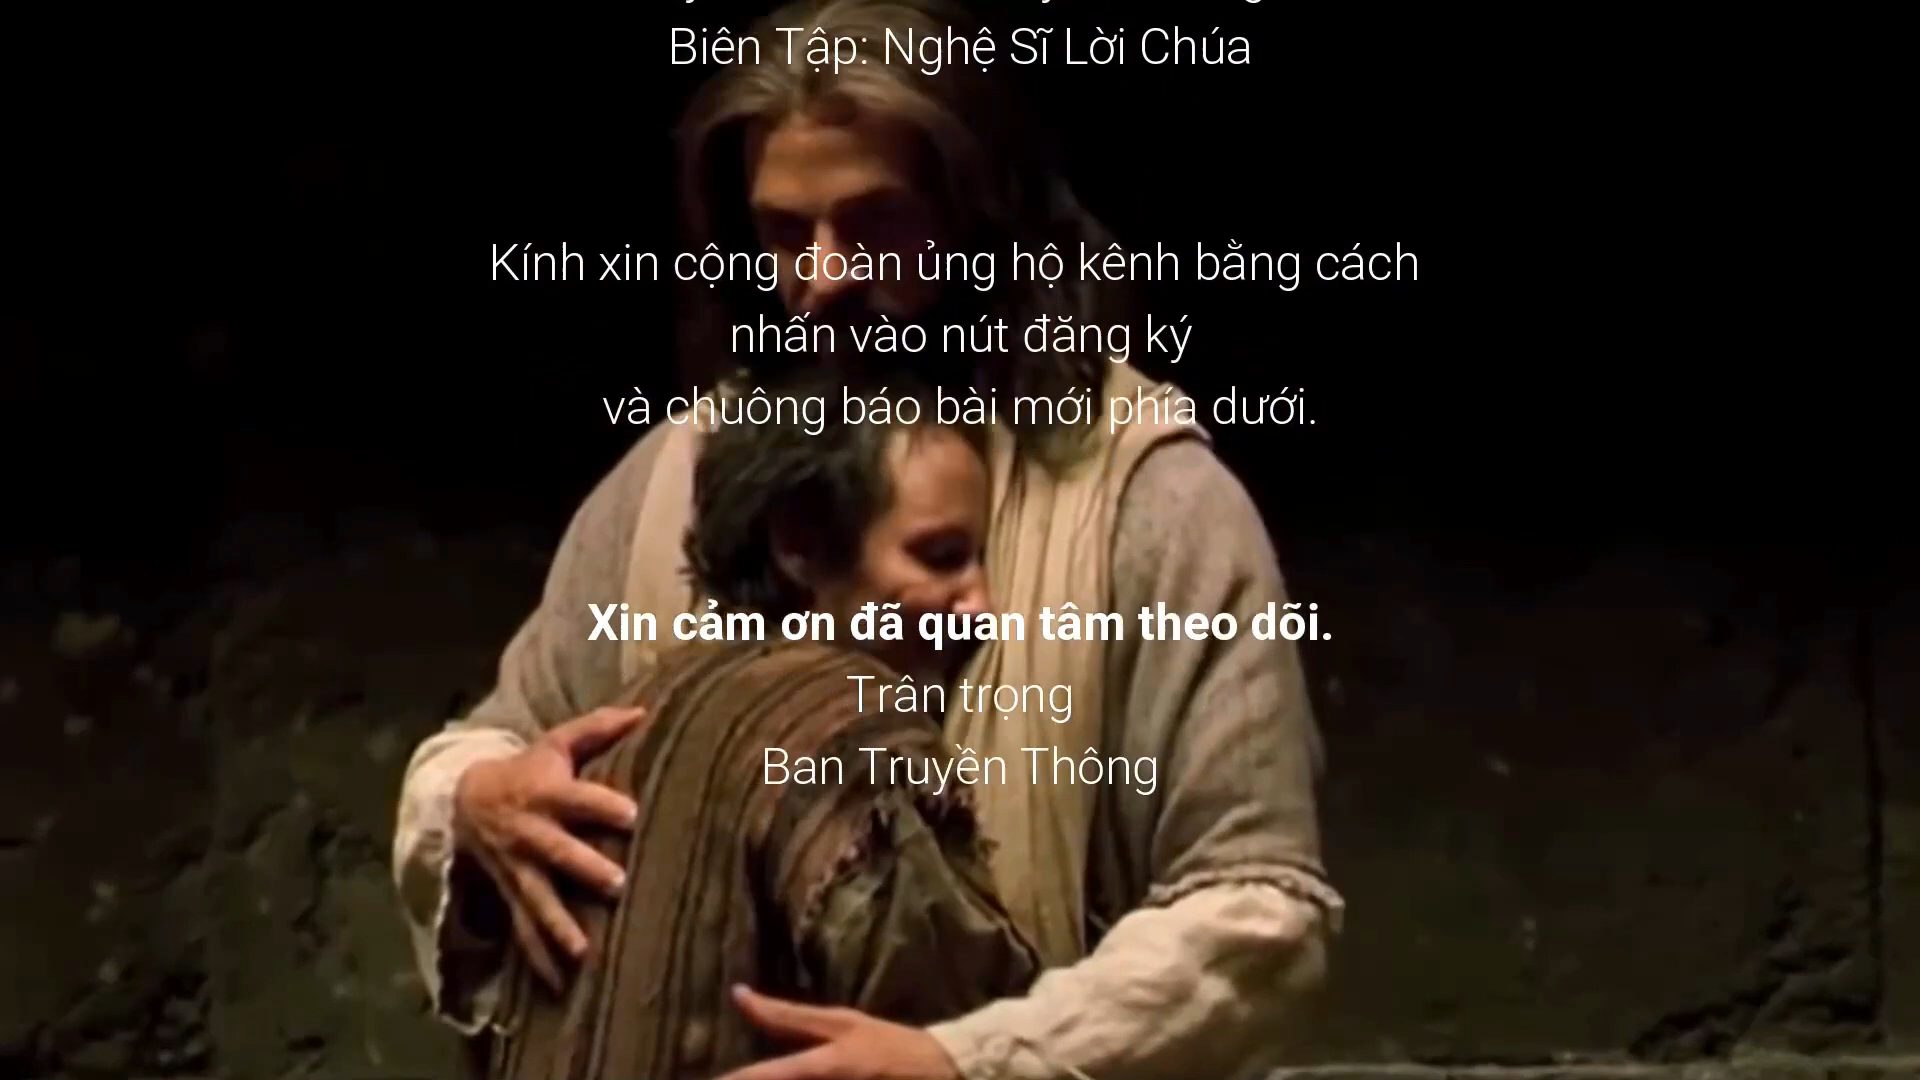 Biên Tập: Nghệ Sĩ Lời Chúa
Kính xin cộng đoàn ủng hộ kênh bằng cách
nhấn vào nút đăng ký
và chuông báo bài mới phía dưới.
Xin cảm ơn đã quan tâm theo dõi.
Trân trọng
Ban Truyền Thông